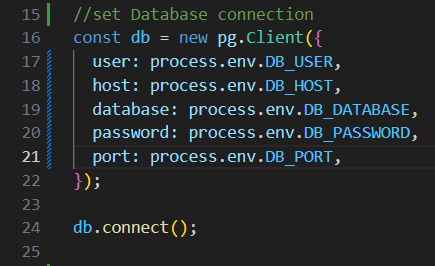 15 //set Database connection
16 const db = new pg.Client({
17   user: process.env.DB_USER,
18   host: process.env.DB_HOST,
19   database: process.env.DB_DATABASE,
20   password: process.env.DB_PASSWORD,
21   port: process.env.DB_PORT,
22 });
23
24 db.connect();
25